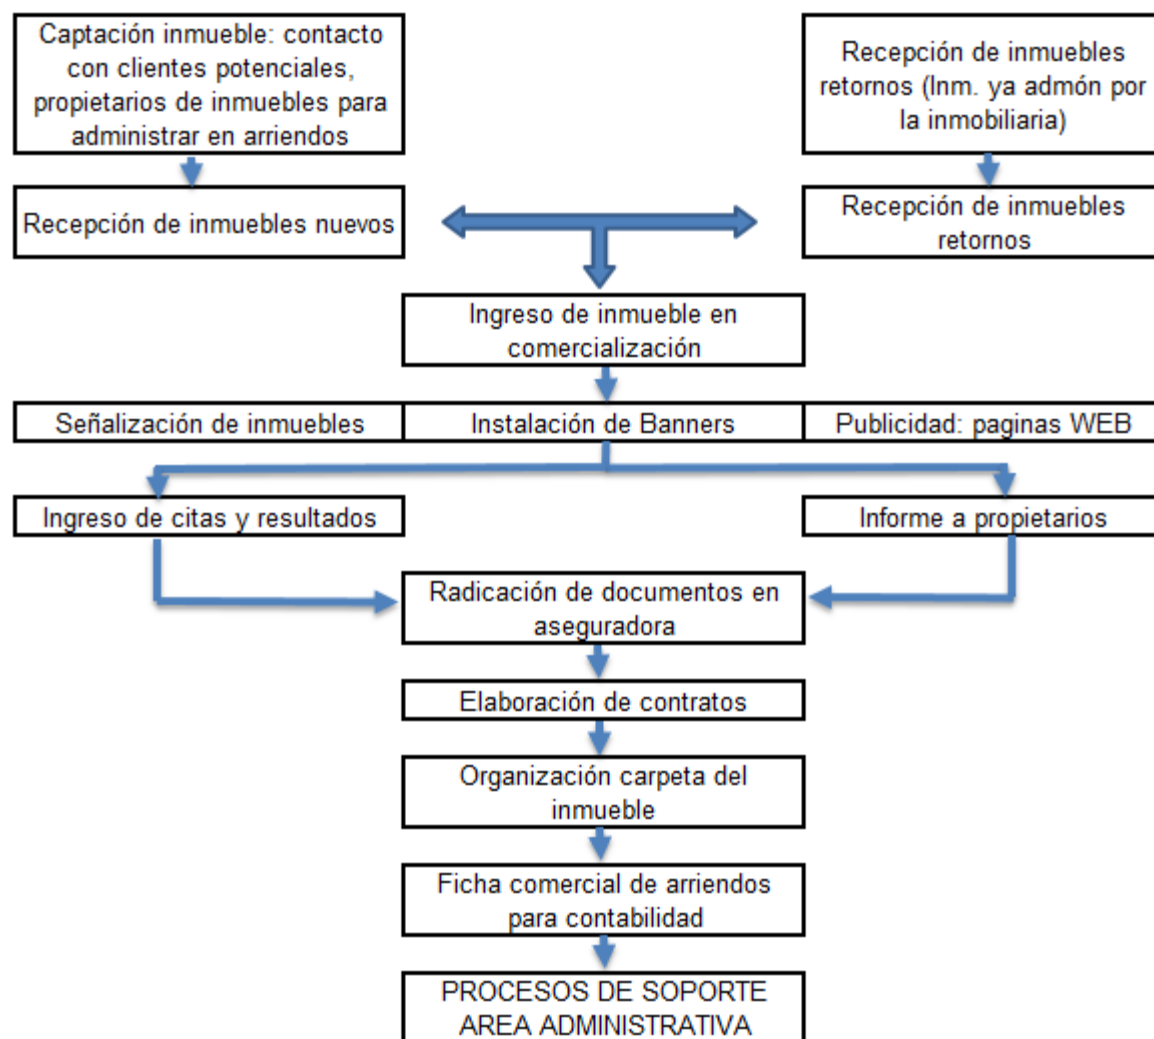 Captación inmueble: contacto
con clientes potenciales,
propietarios de inmuebles para
administrar en arriendos
Recepción de inmuebles
retornos (Inm. ya admón por
la inmobiliaria)
Recepción de inmuebles nuevos
Recepción de inmuebles
retornos
Ingreso de inmueble en
comercialización
Señalización de inmuebles
Instalación de Banners
Publicidad: paginas WEB
Ingreso de citas y resultados
Informe a propietarios
Radicación de documentos en
aseguradora
Elaboración de contratos
Organización carpeta del
inmueble
Ficha comercial de arriendos
para contabilidad
PROCESOS DE SOPORTE
AREA ADMINISTRATIVA